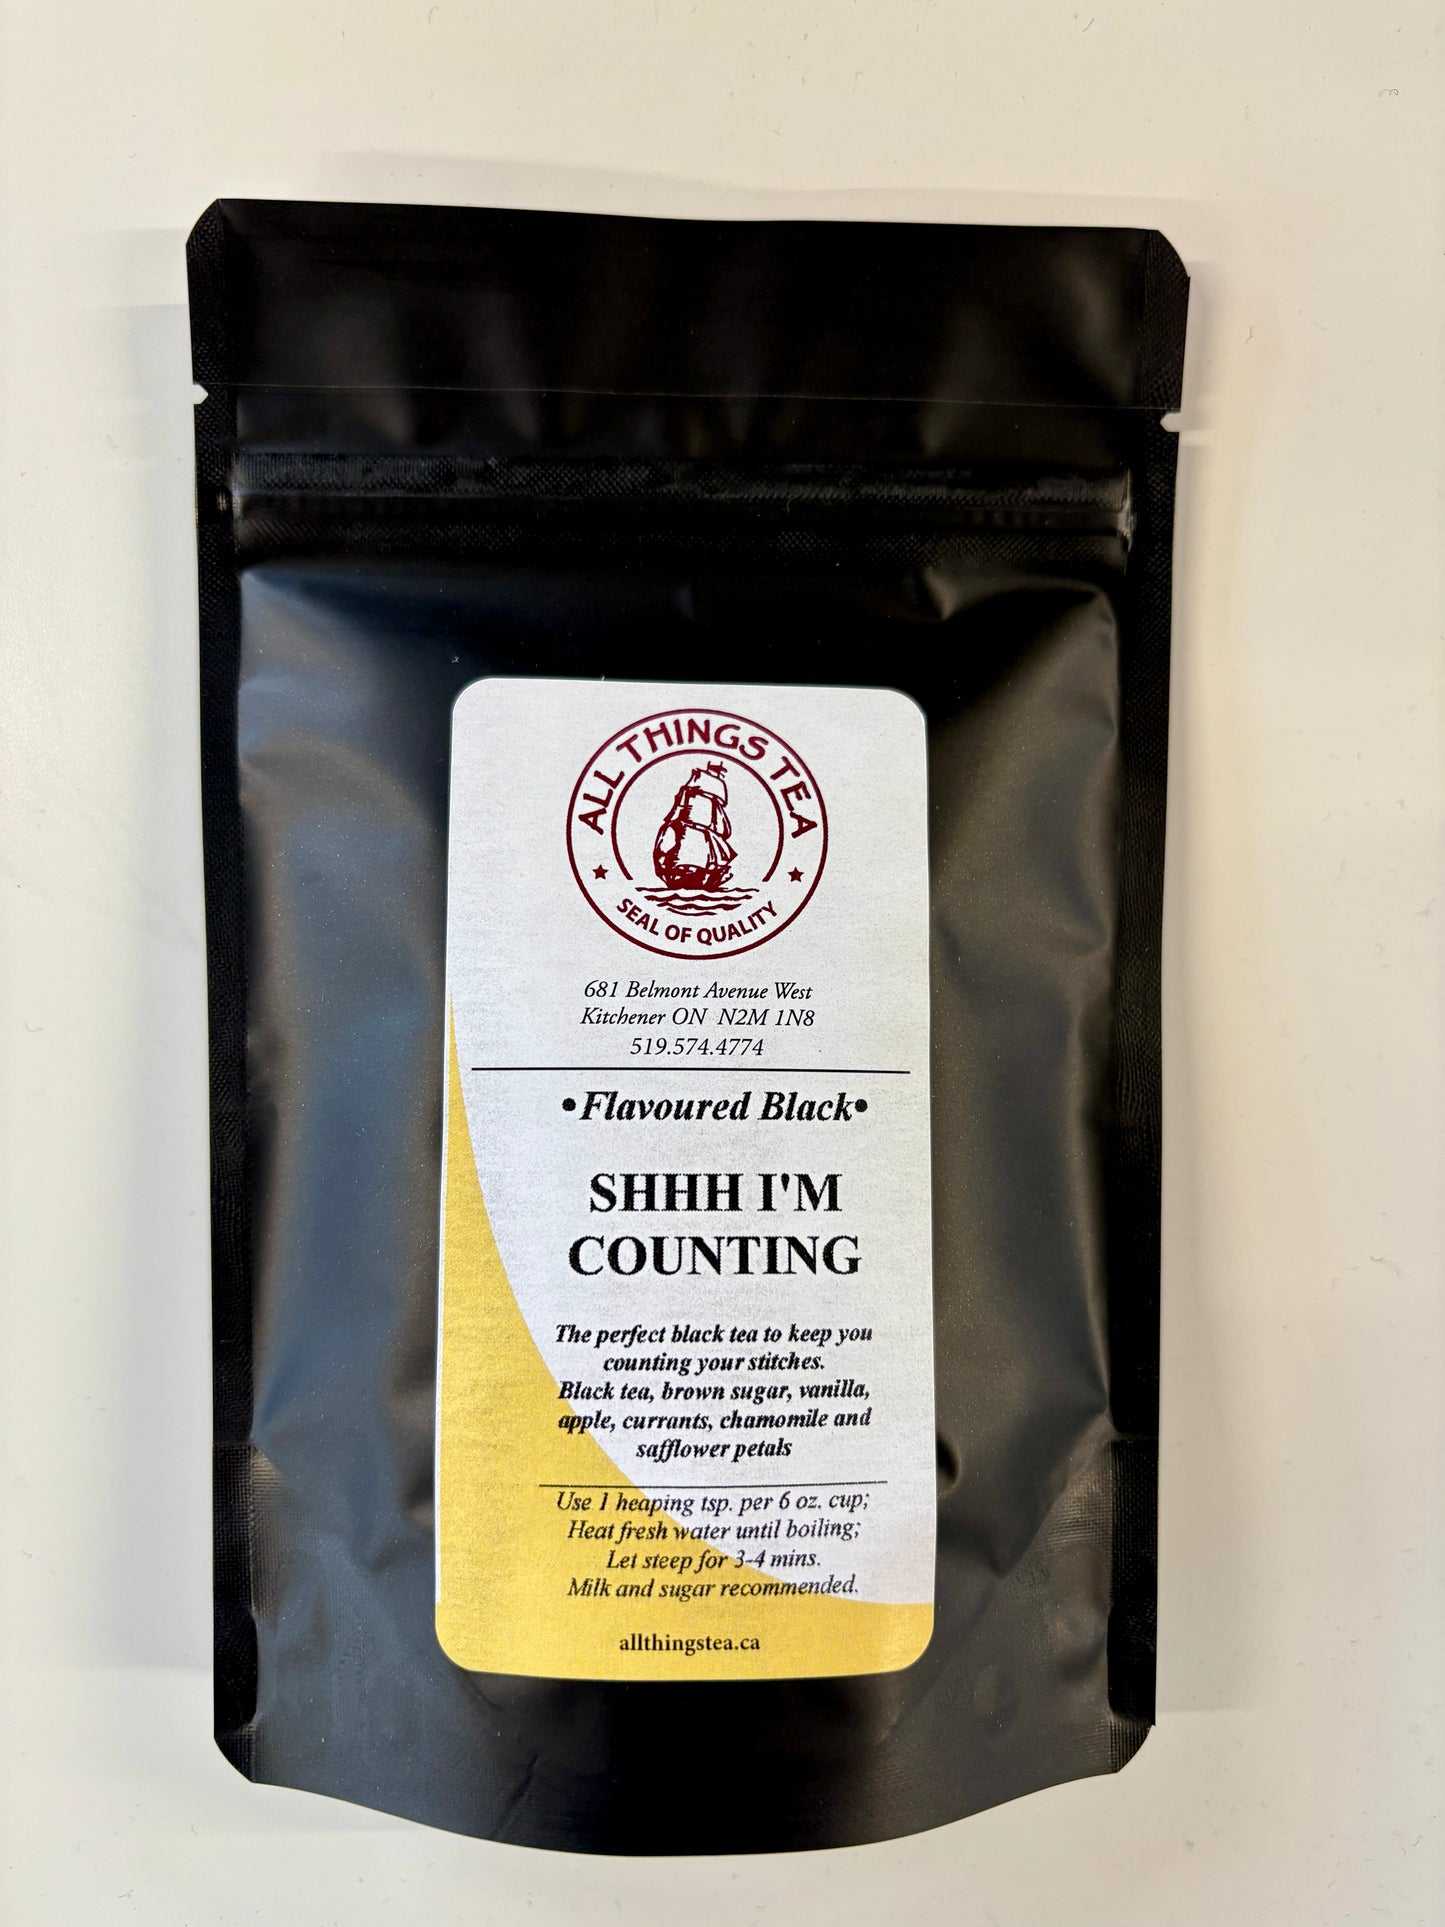 ALL THINGS TEA
SEAL OF QUALITY
681 Belmont Avenue West
Kitchener ON N2M 1N8
519.574.4774
•Flavoured Black•
SHHH I'M
COUNTING
The perfect black tea to keep you
counting your stitches.
Black tea, brown sugar, vanilla,
apple, currants, chamomile and
safflower petals
Use 1 heaping tsp. per 6 oz. cup;
Heat fresh water until boiling;
Let steep for 3-4 mins.
Milk and sugar recommended.
allthingstea.ca